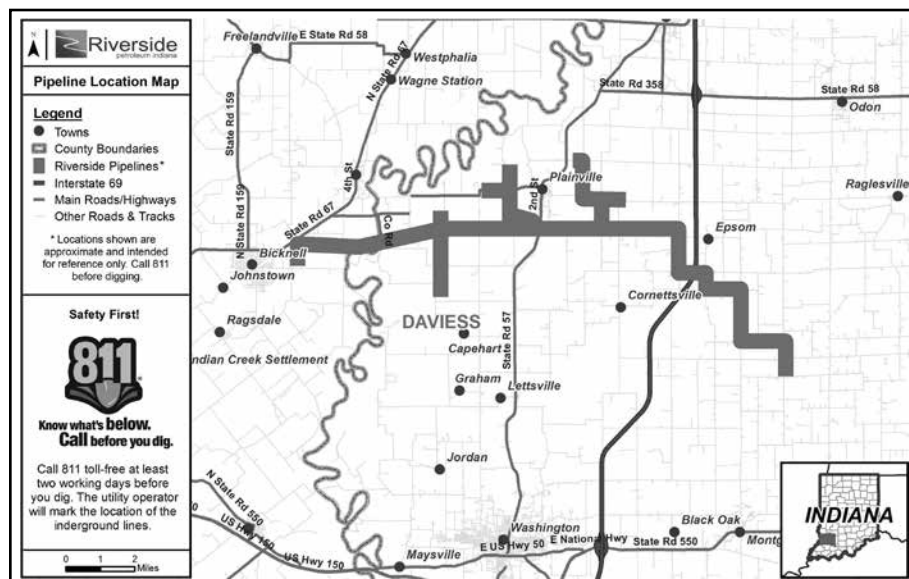 N
Riverside
petroleum indiana
Pipeline Location Map
Legend
Towns
County Boundaries
Riverside Pipelines*
Interstate 69
Main Roads/Highways
Other Roads & Tracks
* Locations shown are
approximate and intended
for reference only. Call 811
before digging.
Safety First!
811
Know what's below.
Call before you dig.
Call 811 toll-free at least
two working days before
you dig. The utility operator
will mark the location of the
inderground lines.
0 1 2
Miles
Freelandville
E State Rd 58
Westphalia
N State Rd 67
Wagne Station
State Rd 159
State Rd 358
State Rd 58
Odon
4th St
Plainville
2nd St
Raglesville
N State Rd 159
State Rd 67
Co Rd
Epsom
Bicknell
Johnstown
Cornettsville
Ragsdale
DAVIESS
Capehart
State Rd 57
ndian Creek Settlement
Graham
Lettsville
Jordan
N State Rd 550
US Hwy 150
0
US Hwy 150
Maysville
Washington
E US Hwy 50
E National Hwy
Black Oak
State Rd 550
Montg
INDIANA